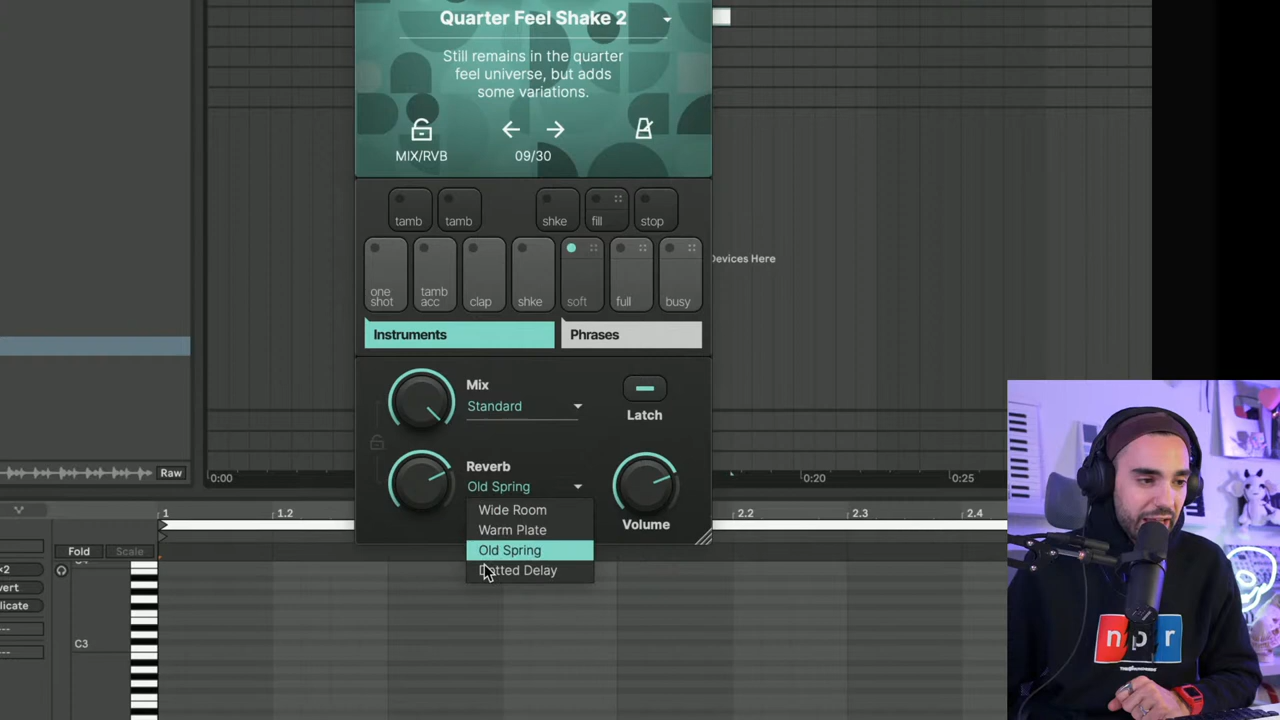 Quarter Feel Shake 2
Still remains in the quarter
feel universe, but adds
some variations.
MIX/RVB
09/30
tamb
tamb
shke
fill
stop
one
shot
tamb
acc
clap
shke
soft
full
busy
Devices Here
Instruments
Phrases
Mix
Standard
Latch
Reverb
Old Spring
Volume
Wide Room
Warm Plate
Old Spring
Dotted Delay
Raw
0:00
0:20
0:25
1
1.2
2.2
2.3
2.4
Fold
Scale
×2
C3
npr